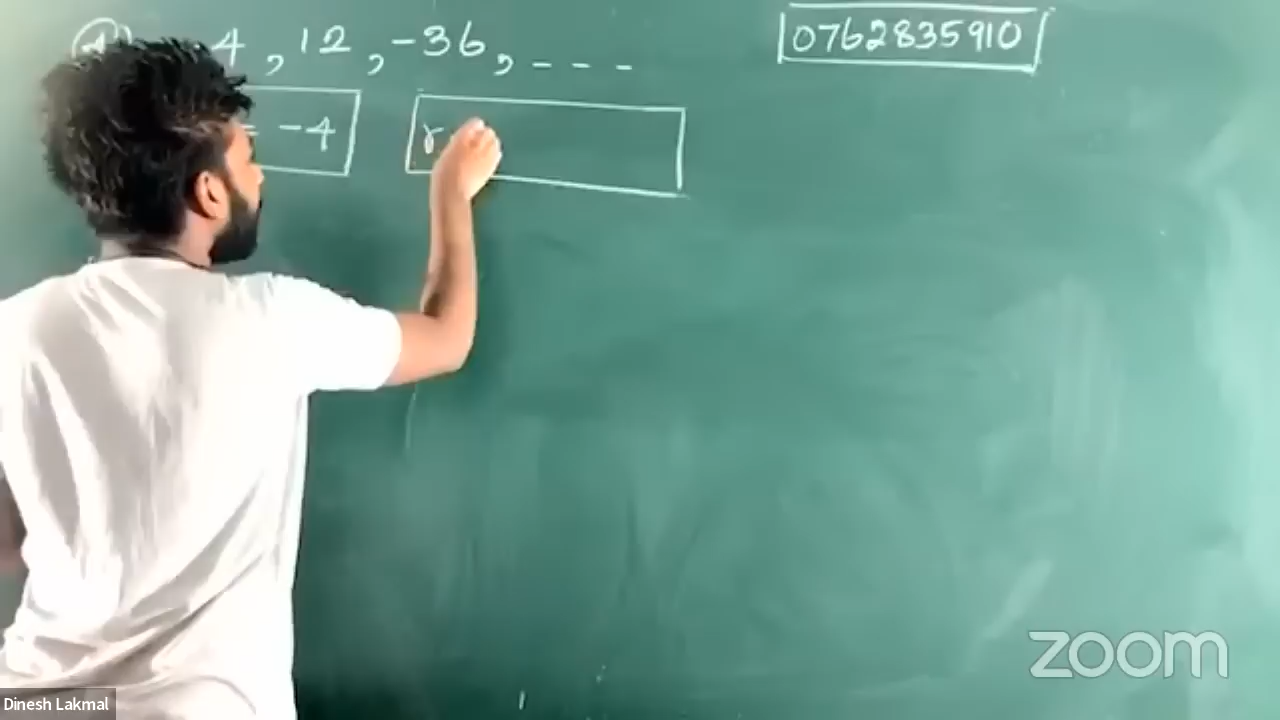 4 , 12 , -36 , - - -
0762835910
= -4
r
zoom
Dinesh Lakmal